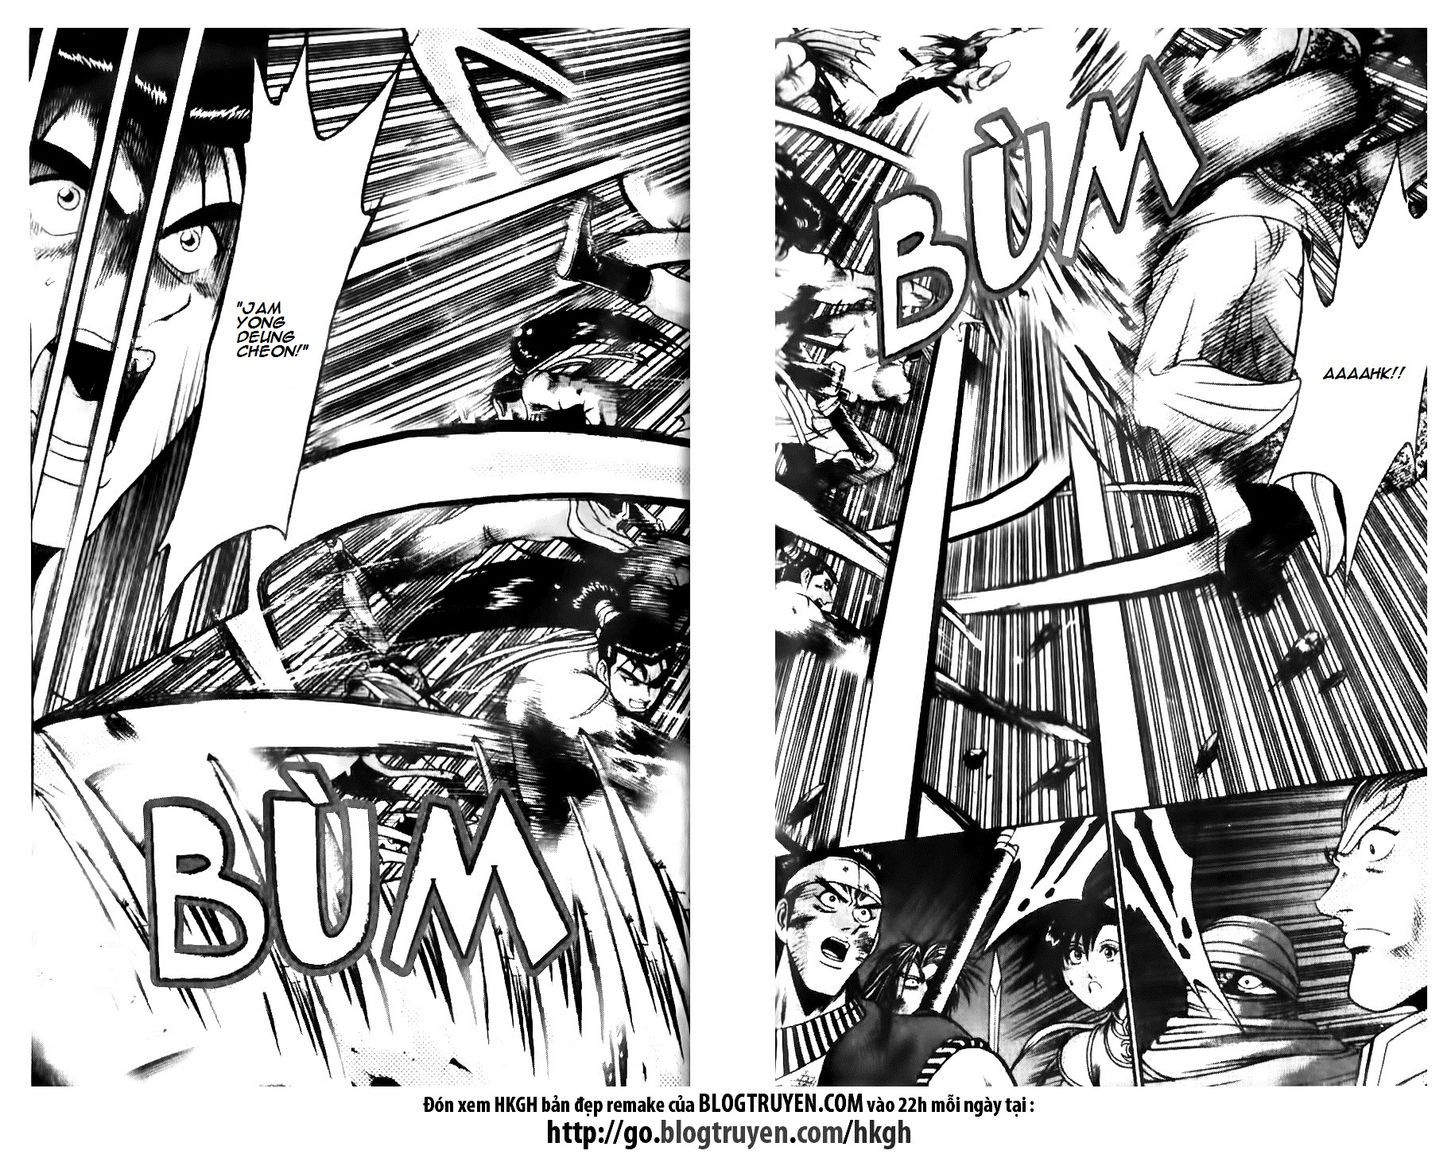 "JAM
YONG
DEUNG
CHEON!"
BÙM
BÙM
AAAAHK!!
Đón xem HKGH bản đẹp remake của BLOGTRUYEN.COM vào 22h mỗi ngày tại :
http://go.blogtruyen.com/hkgh